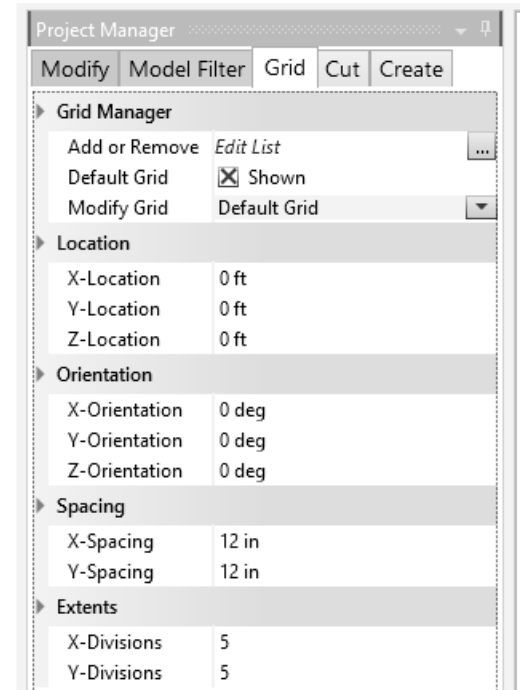 Project Manager
Modify Model Filter Grid Cut Create
Grid Manager
Add or Remove Edit List ...
Default Grid Shown
Modify Grid Default Grid
Location
X-Location 0 ft
Y-Location 0 ft
Z-Location 0 ft
Orientation
X-Orientation 0 deg
Y-Orientation 0 deg
Z-Orientation 0 deg
Spacing
X-Spacing 12 in
Y-Spacing 12 in
Extents
X-Divisions 5
Y-Divisions 5